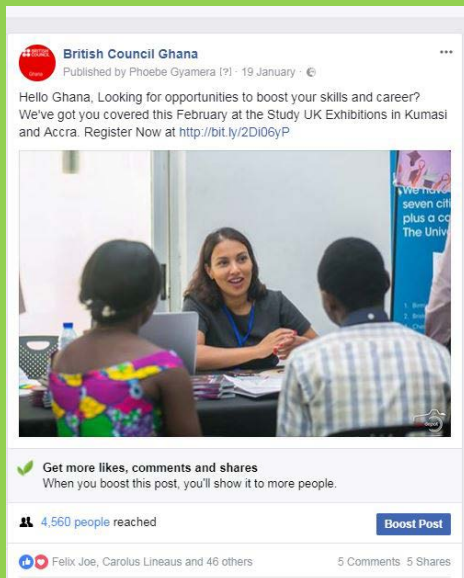 BRITISH
COUNCIL
Ghana
British Council Ghana
Published by Phoebe Gyamera [?] · 19 January ·
Hello Ghana, Looking for opportunities to boost your skills and career?
We've got you covered this February at the Study UK Exhibitions in Kumasi
and Accra. Register Now at http://bit.ly/2Di06yP
We have
seven citi
plus a co
The Unive
Get more likes, comments and shares
When you boost this post, you'll show it to more people.
4,560 people reached
Boost Post
Felix Joe, Carolus Lineaus and 46 others
5 Comments 5 Shares